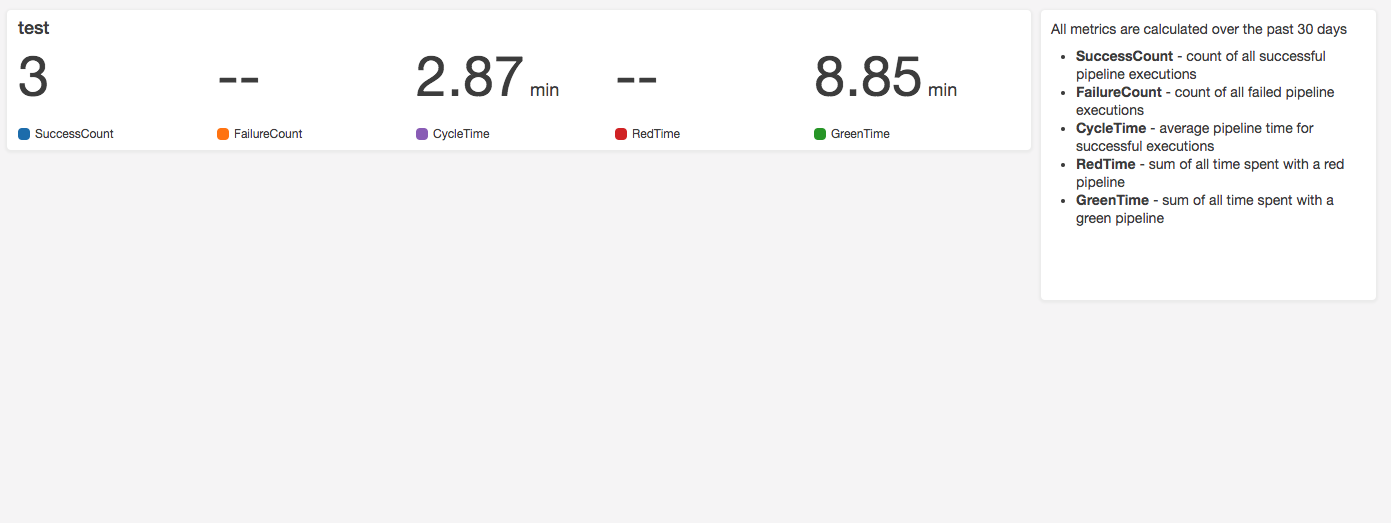 test
3
--
2.87 min
--
8.85 min
SuccessCount
FailureCount
CycleTime
RedTime
GreenTime
All metrics are calculated over the past 30 days
• SuccessCount - count of all successful
pipeline executions
• FailureCount - count of all failed pipeline
executions
• CycleTime - average pipeline time for
successful executions
• RedTime - sum of all time spent with a red
pipeline
• GreenTime - sum of all time spent with a
green pipeline